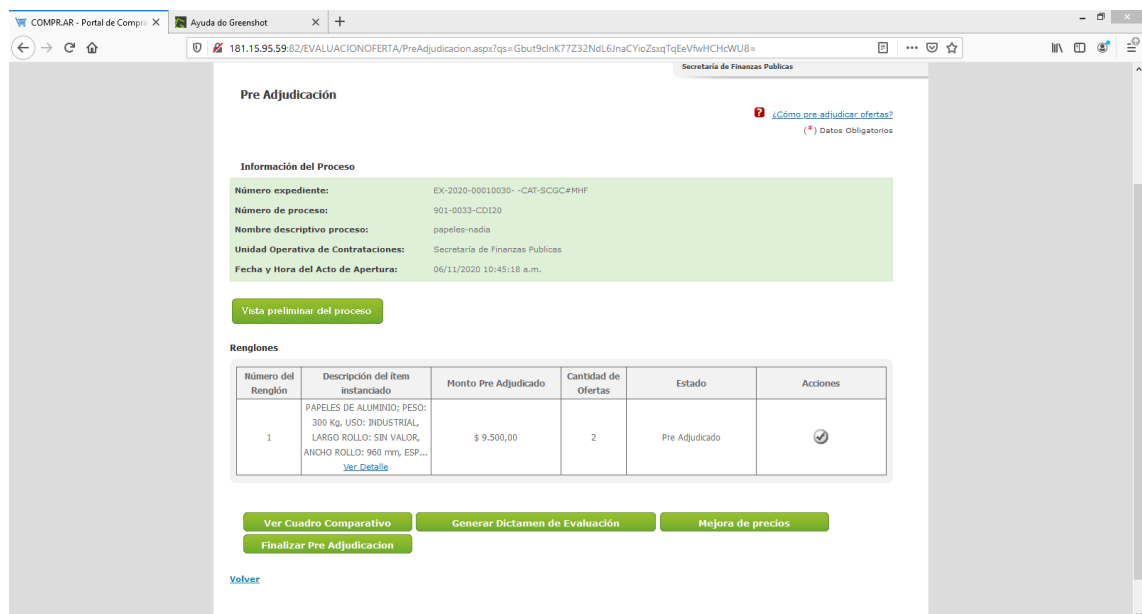 COMPR.AR - Portal de Compra
Ayuda do Greenshot
181.15.95.59:82/EVALUACIONOFERTA/PreAdjudicacion.aspx?qs=Gbut9cInK77Z32NdL6JnaCYioZsxqTqEeVfwHCHcWU8=
Secretaría de Finanzas Publicas
Pre Adjudicación
¿Cómo pre adjudicar ofertas?
(*) Datos Obligatorios
Información del Proceso
Número expediente: EX-2020-00010030- -CAT-SCGC#MHF
Número de proceso: 901-0033-CDI20
Nombre descriptivo proceso: papeles-nadia
Unidad Operativa de Contrataciones: Secretaría de Finanzas Publicas
Fecha y Hora del Acto de Apertura: 06/11/2020 10:45:18 a.m.
Vista preliminar del proceso
Renglones
Número del Renglón
Descripción del ítem instanciado
Monto Pre Adjudicado
Cantidad de Ofertas
Estado
Acciones
1
PAPELES DE ALUMINIO; PESO:
300 Kg, USO: INDUSTRIAL,
LARGO ROLLO: SIN VALOR,
ANCHO ROLLO: 960 mm, ESP...
Ver Detalle
$ 9.500,00
2
Pre Adjudicado
Ver Cuadro Comparativo
Generar Dictamen de Evaluación
Mejora de precios
Finalizar Pre Adjudicacion
Volver